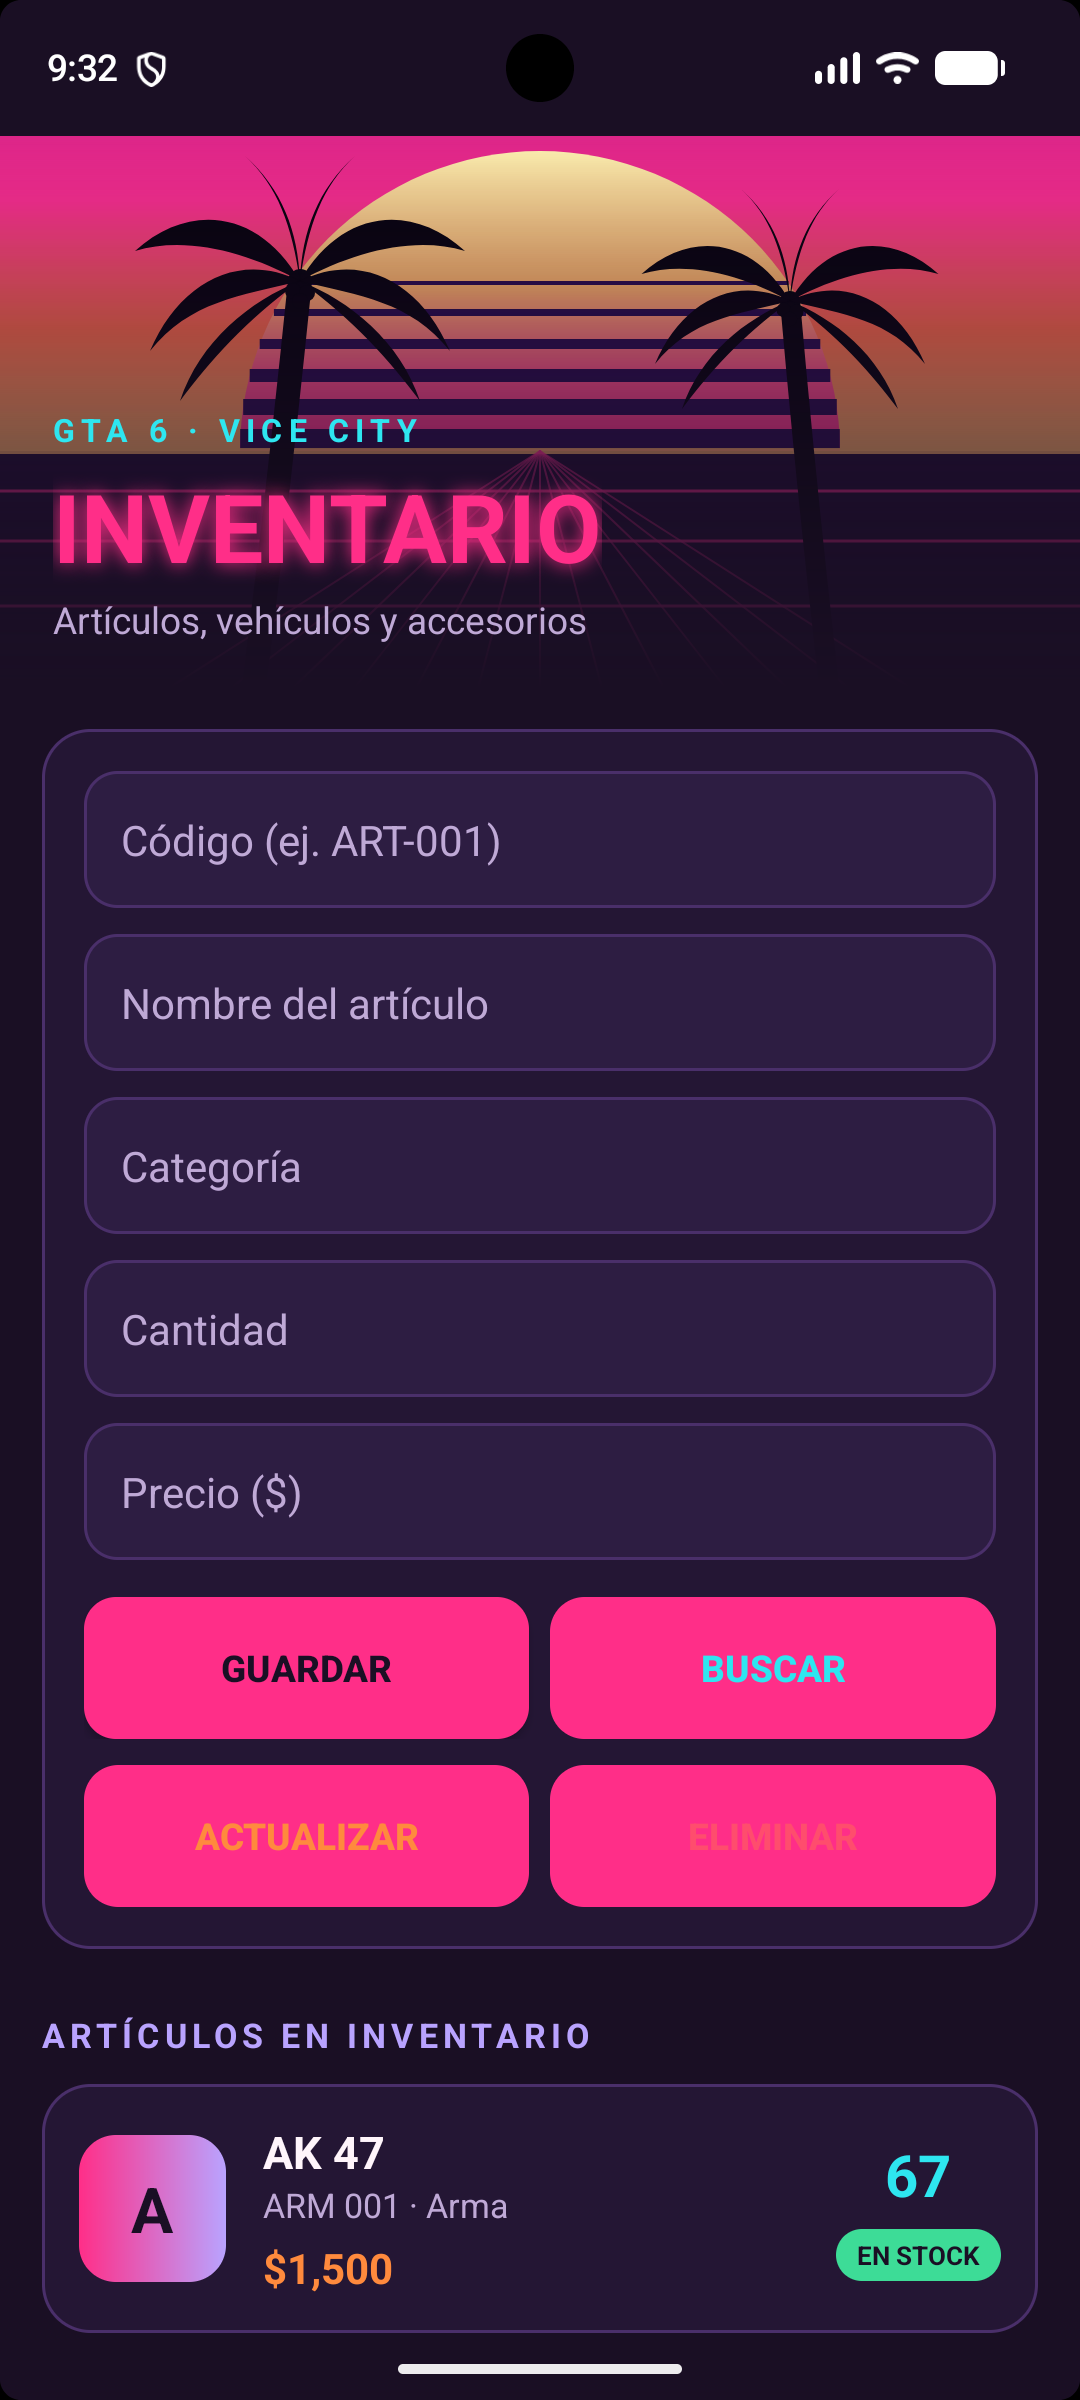 9:32
GTA 6 · VICE CITY
INVENTARIO
Artículos, vehículos y accesorios
Código (ej. ART-001)
Nombre del artículo
Categoría
Cantidad
Precio ($)
GUARDAR
BUSCAR
ACTUALIZAR
ELIMINAR
ARTÍCULOS EN INVENTARIO
A
AK 47
ARM 001 · Arma
$1,500
67
EN STOCK